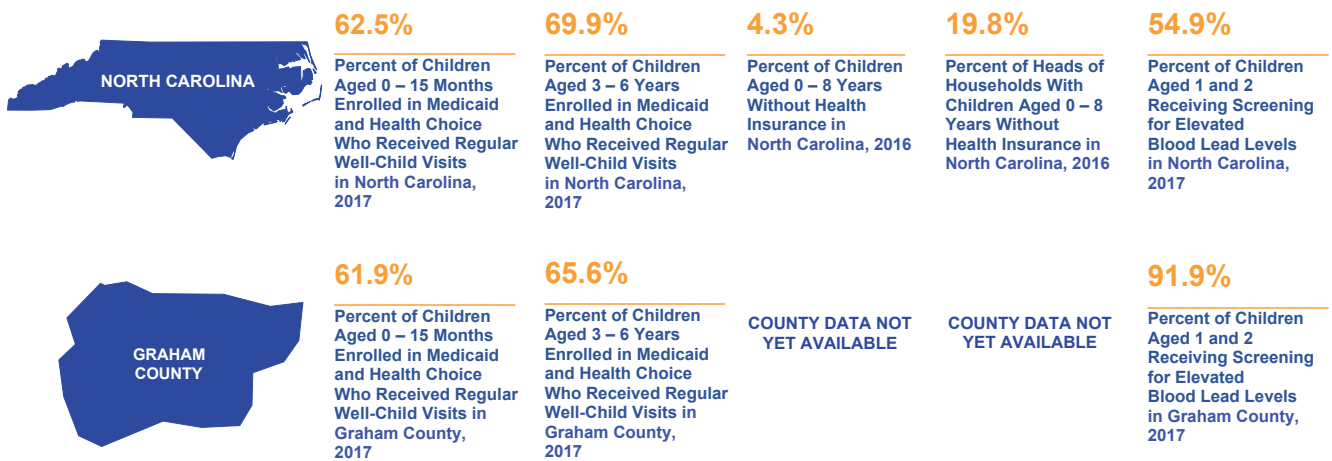 NORTH CAROLINA
62.5%
Percent of Children
Aged 0 – 15 Months
Enrolled in Medicaid
and Health Choice
Who Received Regular
Well-Child Visits
in North Carolina,
2017
69.9%
Percent of Children
Aged 3 – 6 Years
Enrolled in Medicaid
and Health Choice
Who Received Regular
Well-Child Visits
in North Carolina,
2017
4.3%
Percent of Children
Aged 0 – 8 Years
Without Health
Insurance in
North Carolina, 2016
19.8%
Percent of Heads of
Households With
Children Aged 0 – 8
Years Without
Health Insurance in
North Carolina, 2016
54.9%
Percent of Children
Aged 1 and 2
Receiving Screening
for Elevated
Blood Lead Levels
in North Carolina,
2017
GRAHAM
COUNTY
61.9%
Percent of Children
Aged 0 – 15 Months
Enrolled in Medicaid
and Health Choice
Who Received Regular
Well-Child Visits in
Graham County,
2017
65.6%
Percent of Children
Aged 3 – 6 Years
Enrolled in Medicaid
and Health Choice
Who Received Regular
Well-Child Visits in
Graham County,
2017
COUNTY DATA NOT
YET AVAILABLE
COUNTY DATA NOT
YET AVAILABLE
91.9%
Percent of Children
Aged 1 and 2
Receiving Screening
for Elevated
Blood Lead Levels
in Graham County,
2017